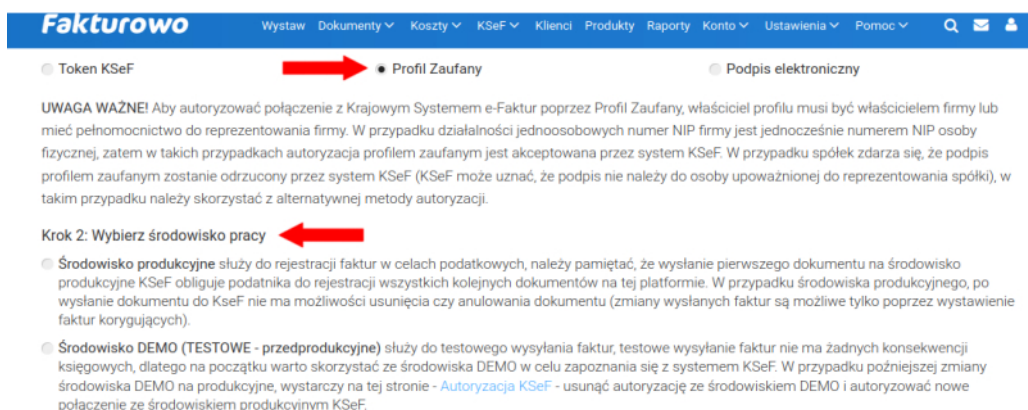 Fakturowo Wystaw Dokumenty Koszty KSeF Klienci Produkty Raporty Konto Ustawienia Pomoc
Token KSeF Profil Zaufany Podpis elektroniczny
UWAGA WAŻNE! Aby autoryzować połączenie z Krajowym Systemem e-Faktur poprzez Profil Zaufany, właściciel profilu musi być właścicielem firmy lub
mieć pełnomocnictwo do reprezentowania firmy. W przypadku działalności jednoosobowych numer NIP firmy jest jednocześnie numerem NIP osoby
fizycznej, zatem w takich przypadkach autoryzacja profilem zaufanym jest akceptowana przez system KSeF. W przypadku spółek zdarza się, że podpis
profilem zaufanym zostanie odrzucony przez system KSeF (KSeF może uznać, że podpis nie należy do osoby upoważnionej do reprezentowania spółki), w
takim przypadku należy skorzystać z alternatywnej metody autoryzacji.
Krok 2: Wybierz środowisko pracy
Środowisko produkcyjne służy do rejestracji faktur w celach podatkowych, należy pamiętać, że wysłanie pierwszego dokumentu na środowisko
produkcyjne KSeF obliguje podatnika do rejestracji wszystkich kolejnych dokumentów na tej platformie. W przypadku środowiska produkcyjnego, po
wysłanie dokumentu do KseF nie ma możliwości usunięcia czy anulowania dokumentu (zmiany wysłanych faktur są możliwe tylko poprzez wystawienie
faktur korygujących).
Środowisko DEMO (TESTOWE - przedprodukcyjne) służy do testowego wysyłania faktur, testowe wysyłanie faktur nie ma żadnych konsekwencji
księgowych, dlatego na początku warto skorzystać ze środowiska DEMO w celu zapoznania się z systemem KSeF. W przypadku poźniejszej zmiany
środowiska DEMO na produkcyjne, wystarczy na tej stronie - Autoryzacja KSeF - usunąć autoryzację ze środowiskiem DEMO i autoryzować nowe
połączenie ze środowiskiem produkcyjnym KSeF.